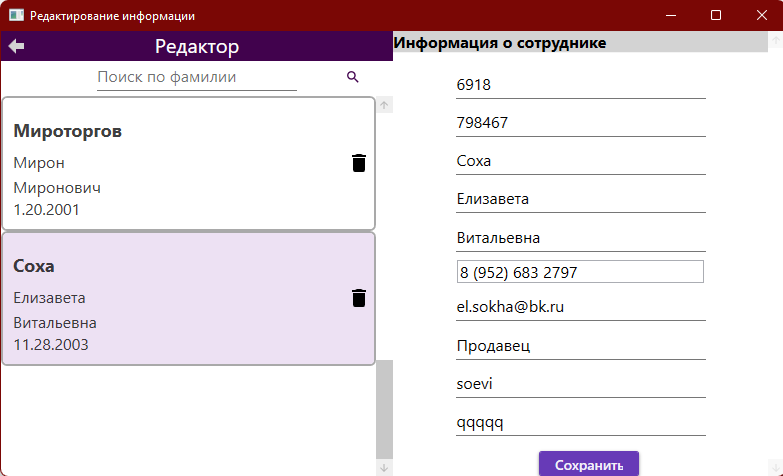 Редактирование информации
Редактор
Поиск по фамилии
Мироторгов
Мирон
Миронович
1.20.2001
Соха
Елизавета
Витальевна
11.28.2003
Информация о сотруднике
6918
798467
Соха
Елизавета
Витальевна
8 (952) 683 2797
el.sokha@bk.ru
Продавец
soevi
qqqqq
Сохранить